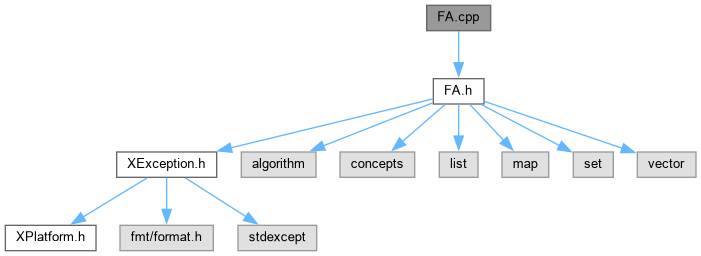 FA.cpp
FA.h
XException.h
algorithm
concepts
list
map
set
vector
XPlatform.h
fmt/format.h
stdexcept